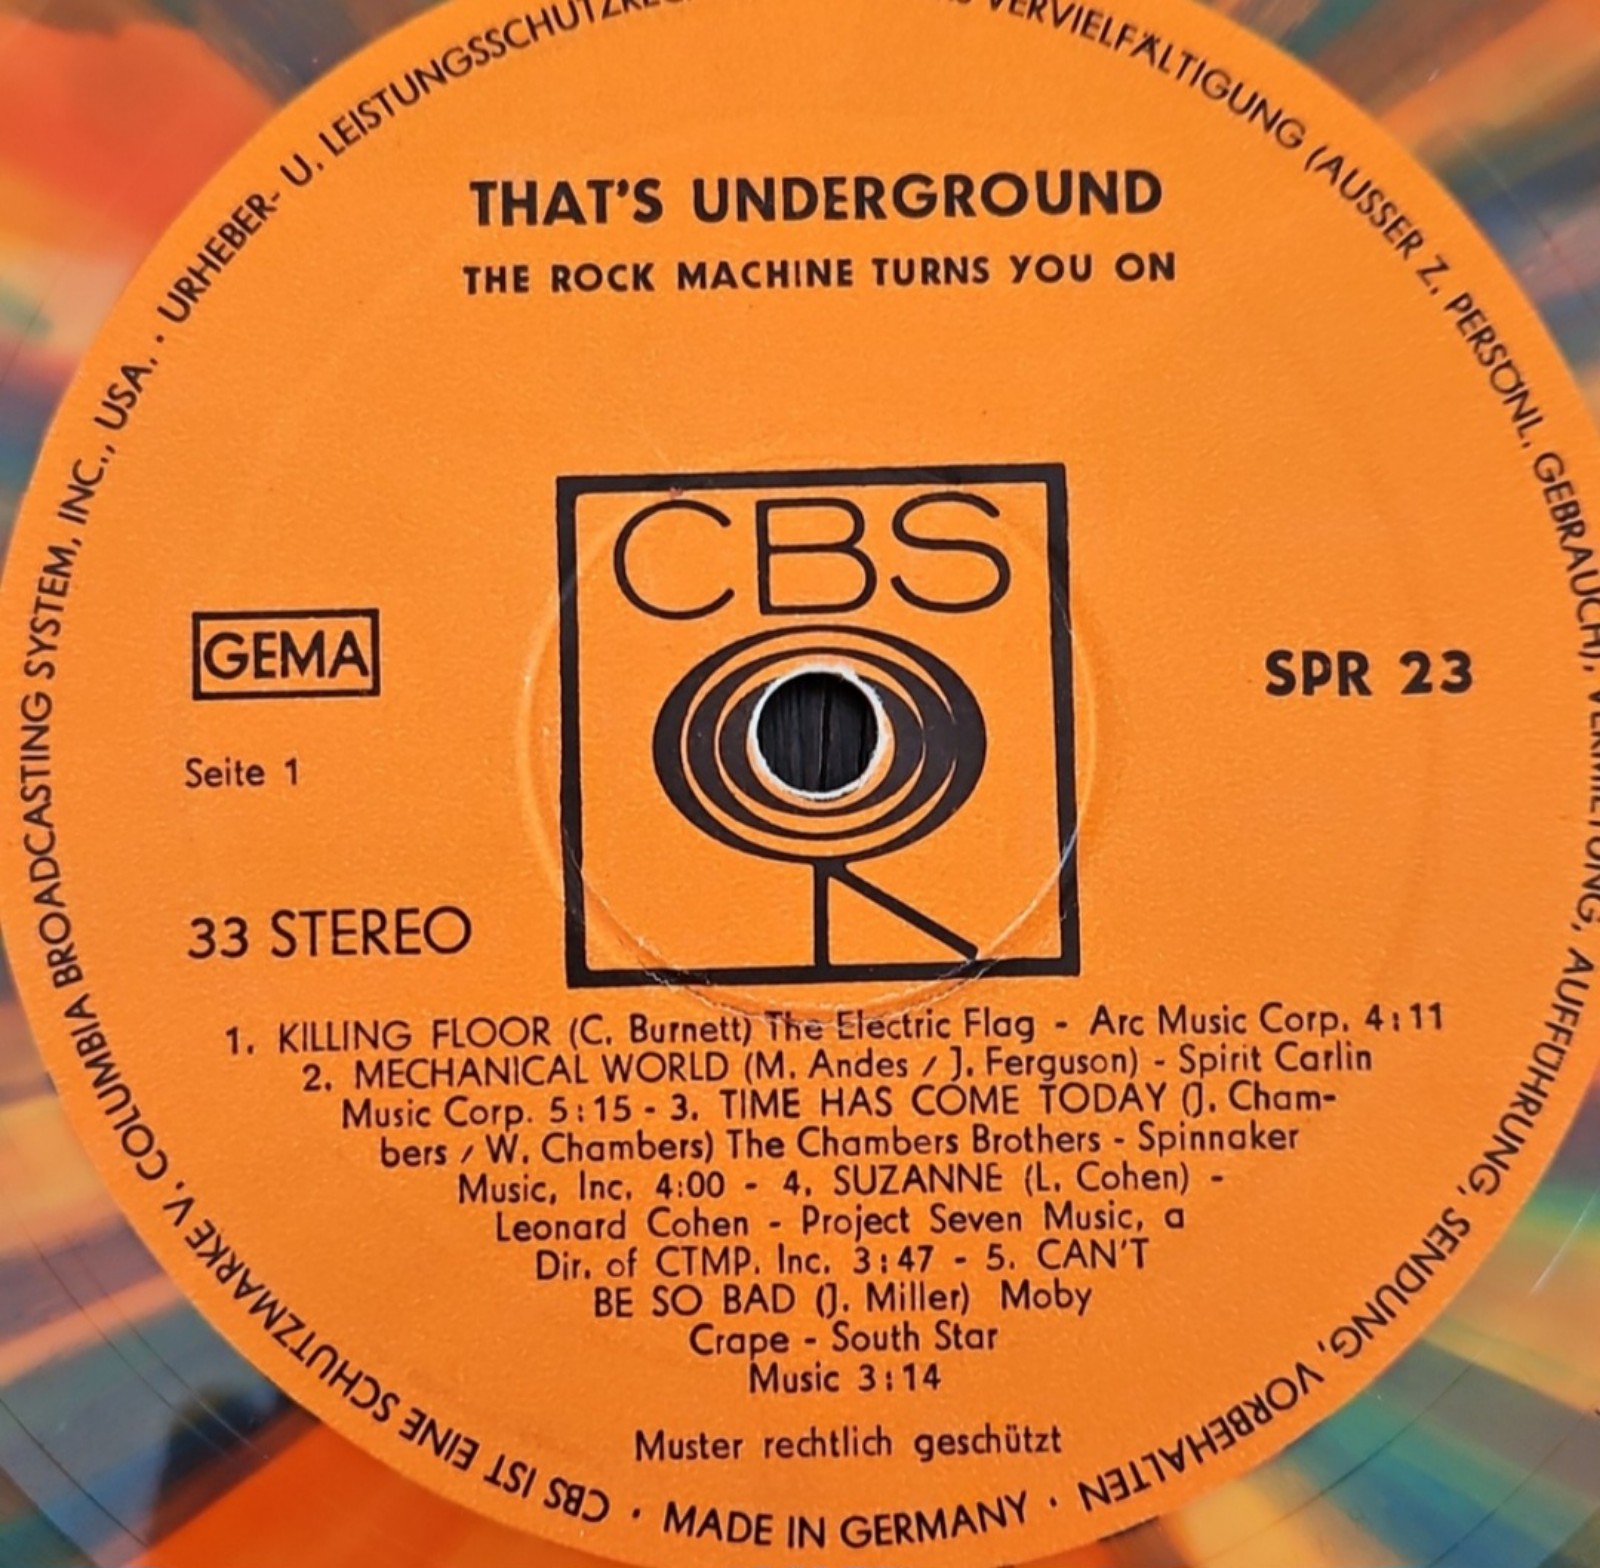 THAT'S UNDERGROUND
THE ROCK MACHINE TURNS YOU ON
CBS
GEMA
SPR 23
Seite 1
33 STEREO
1. KILLING FLOOR (C. Burnett) The Electric Flag - Arc Music Corp. 4:11
2. MECHANICAL WORLD (M. Andes / J. Ferguson) - Spirit Carlin
Music Corp. 5:15 - 3. TIME HAS COME TODAY (J. Cham-
bers / W. Chambers) The Chambers Brothers - Spinnaker
Music, Inc. 4:00 - 4. SUZANNE (L. Cohen) -
Leonard Cohen - Project Seven Music, a
Dir. of CTMP. Inc. 3:47 - 5. CAN'T
BE SO BAD (J. Miller) Moby
Crape - South Star
Music 3:14
Muster rechtlich geschützt
CBS IST EINE SCHUTZMARKE V. COLUMBIA BROADCASTING SYSTEM, INC., USA. · URHEBER- U. VERVIELFÄLTIGUNG (AUSSER Z. PERSÖNL. GEBRAUCH), VERMIETUNG, AUFFÜHRUNG, SENDUNG, VORBEHALTEN · MADE IN GERMANY ·